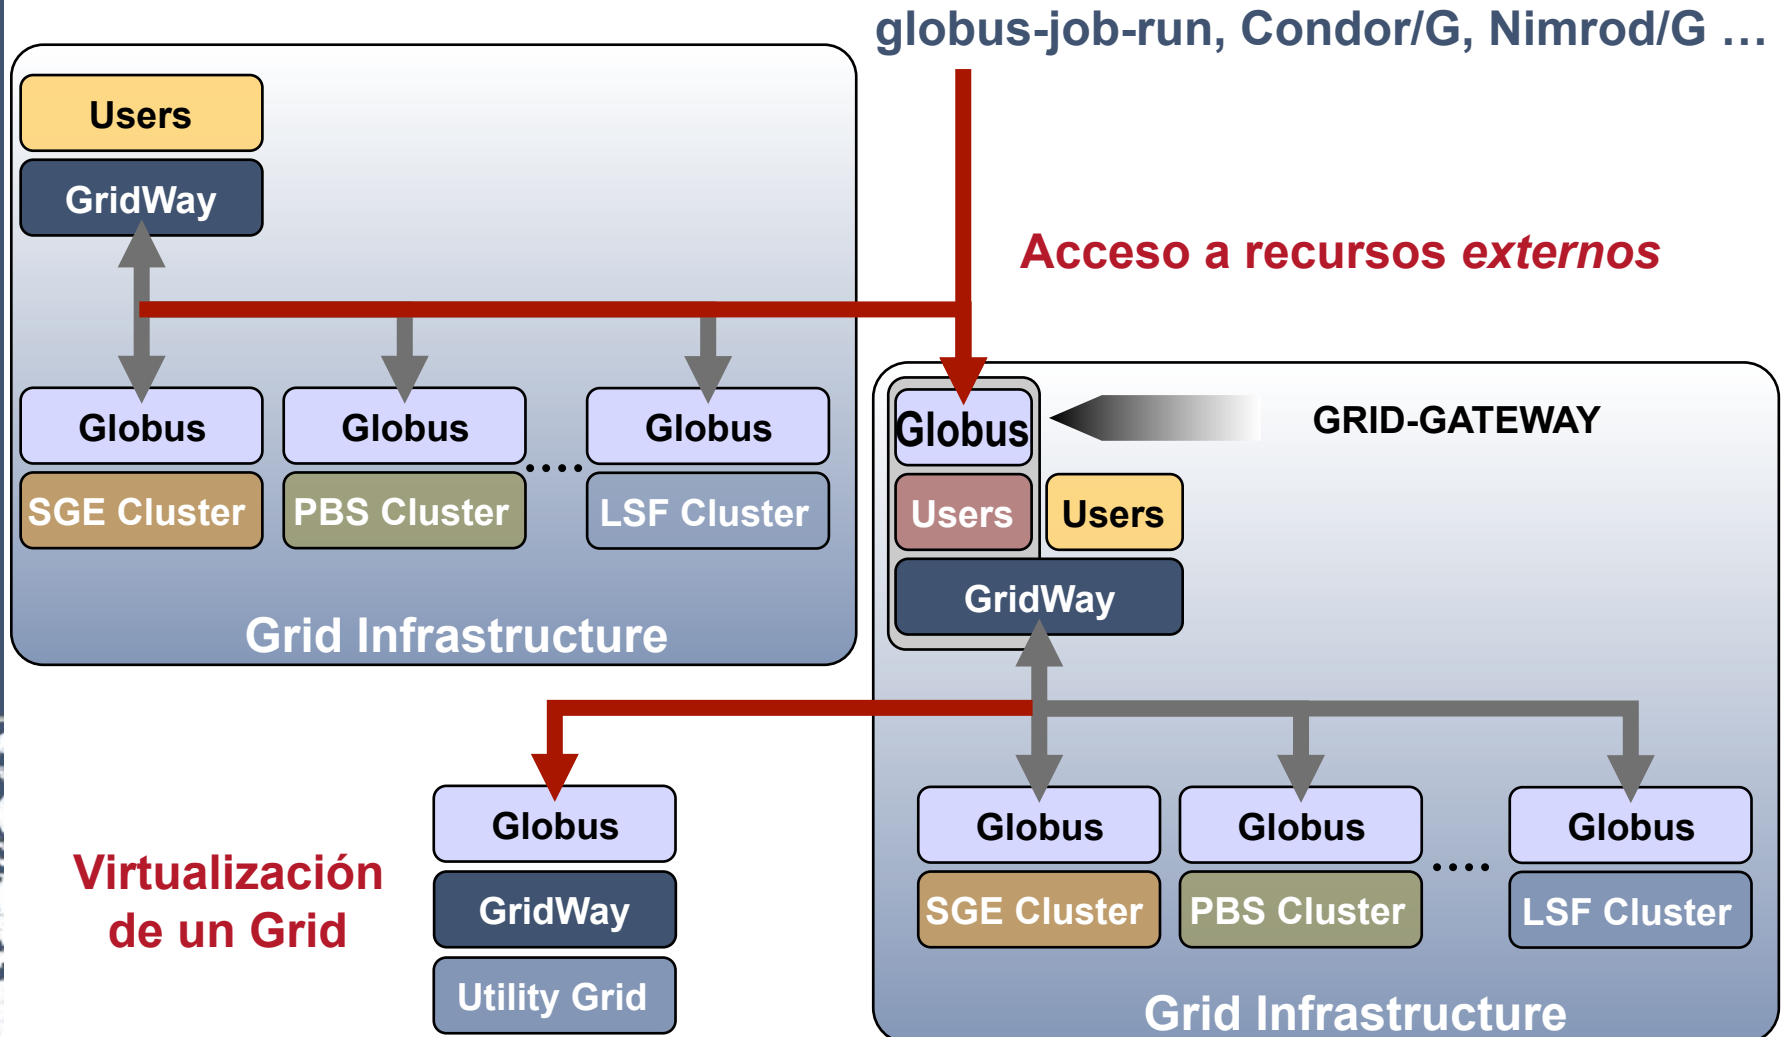 globus-job-run, Condor/G, Nimrod/G …
Users
GridWay
Acceso a recursos externos
Globus
Globus
....
Globus
SGE Cluster
PBS Cluster
LSF Cluster
Grid Infrastructure
Globus
GRID-GATEWAY
Users
Users
GridWay
Virtualización
de un Grid
Globus
GridWay
Utility Grid
Globus
Globus
....
Globus
SGE Cluster
PBS Cluster
LSF Cluster
Grid Infrastructure